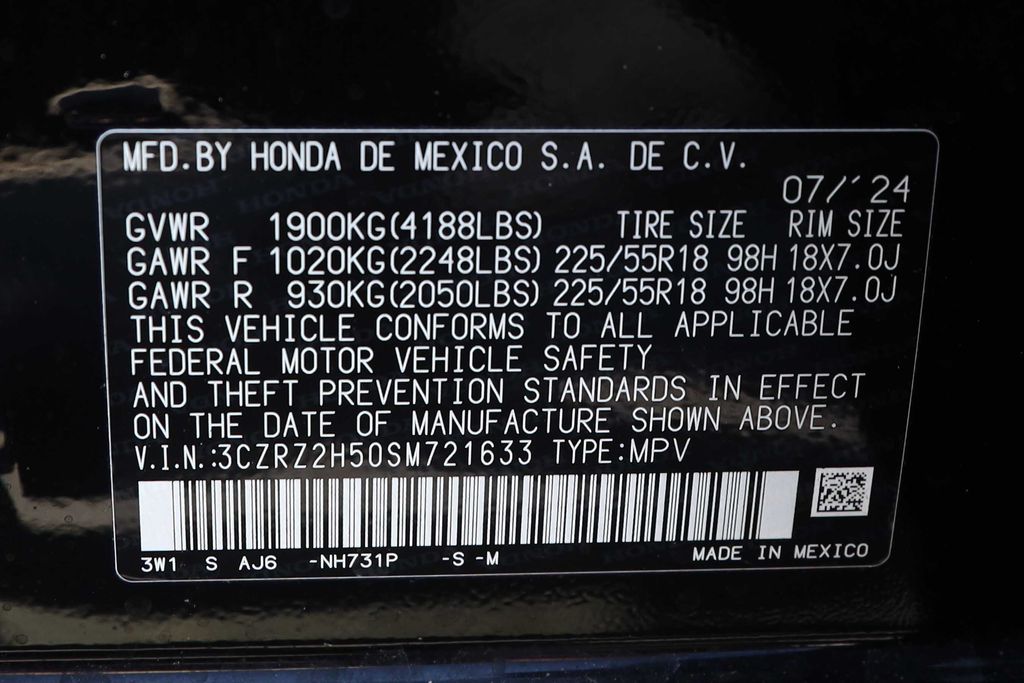 MFD.BY HONDA DE MEXICO S.A. DE C.V.
07/´24
GVWR 1900KG(4188LBS) TIRE SIZE RIM SIZE
GAWR F 1020KG(2248LBS) 225/55R18 98H 18X7.0J
GAWR R 930KG(2050LBS) 225/55R18 98H 18X7.0J
THIS VEHICLE CONFORMS TO ALL APPLICABLE
FEDERAL MOTOR VEHICLE SAFETY
AND THEFT PREVENTION STANDARDS IN EFFECT
ON THE DATE OF MANUFACTURE SHOWN ABOVE.
V.I.N.:3CZRZ2H50SM721633 TYPE:MPV
3W1 S AJ6 -NH731P -S -M MADE IN MEXICO